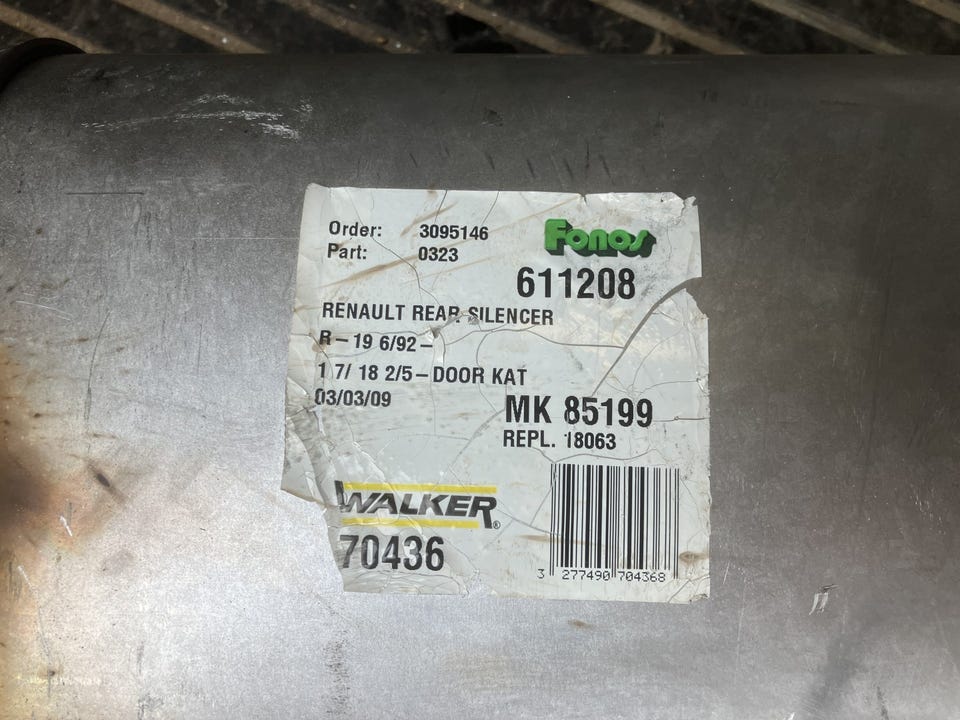 Order: 3095146
Part: 0323
Fonos
611208
RENAULT REAR SILENCER
R-19 6/92-
1 7/ 18 2/5-DOOR KAT
03/03/09
MK 85199
REPL. 18063
WALKER®
70436
3 277490 704368